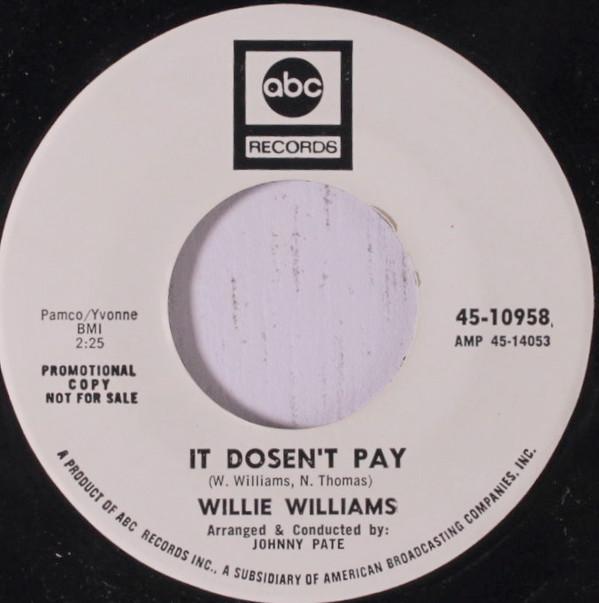 abc
RECORDS
Pamco/Yvonne
BMI
2:25
PROMOTIONAL
COPY
NOT FOR SALE
45-10958
AMP 45-14053
IT DOSEN'T PAY
(W. Williams, N. Thomas)
WILLIE WILLIAMS
Arranged & Conducted by:
JOHNNY PATE
A PRODUCT OF ABC RECORDS INC., A SUBSIDIARY OF AMERICAN BROADCASTING COMPANIES, INC.